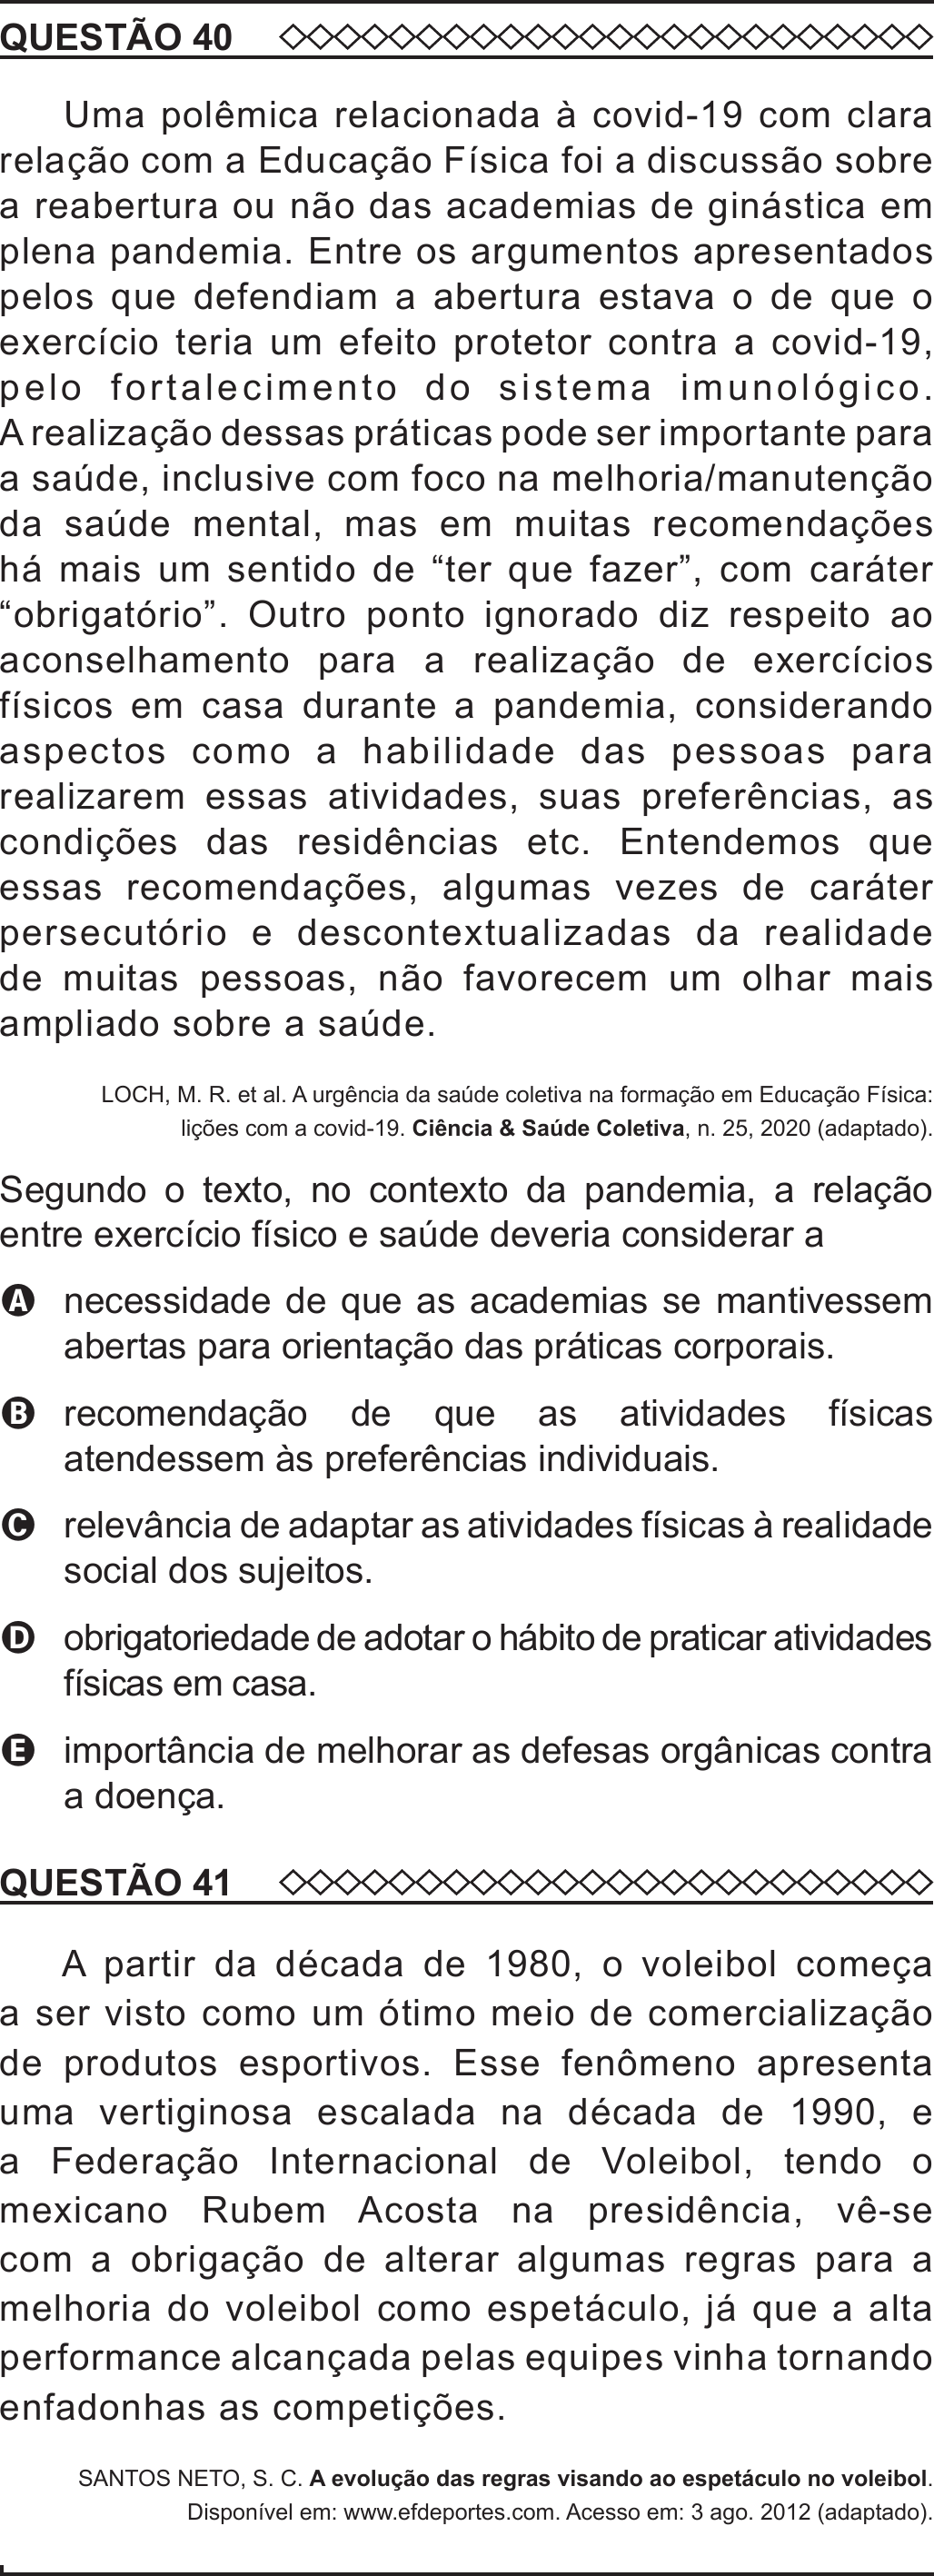 QUESTÃO 40
Uma polêmica relacionada à covid-19 com clara
relação com a Educação Física foi a discussão sobre
a reabertura ou não das academias de ginástica em
plena pandemia. Entre os argumentos apresentados
pelos que defendiam a abertura estava o de que o
exercício teria um efeito protetor contra a covid-19,
pelo fortalecimento do sistema imunológico.
A realização dessas práticas pode ser importante para
a saúde, inclusive com foco na melhoria/manutenção
da saúde mental, mas em muitas recomendações
há mais um sentido de “ter que fazer”, com caráter
“obrigatório”. Outro ponto ignorado diz respeito ao
aconselhamento para a realização de exercícios
físicos em casa durante a pandemia, considerando
aspectos como a habilidade das pessoas para
realizarem essas atividades, suas preferências, as
condições das residências etc. Entendemos que
essas recomendações, algumas vezes de caráter
persecutório e descontextualizadas da realidade
de muitas pessoas, não favorecem um olhar mais
ampliado sobre a saúde.
LOCH, M. R. et al. A urgência da saúde coletiva na formação em Educação Física:
lições com a covid-19. Ciência & Saúde Coletiva, n. 25, 2020 (adaptado).
Segundo o texto, no contexto da pandemia, a relação
entre exercício físico e saúde deveria considerar a
A necessidade de que as academias se mantivessem
abertas para orientação das práticas corporais.
B recomendação de que as atividades físicas
atendessem às preferências individuais.
C relevância de adaptar as atividades físicas à realidade
social dos sujeitos.
D obrigatoriedade de adotar o hábito de praticar atividades
físicas em casa.
E importância de melhorar as defesas orgânicas contra
a doença.
QUESTÃO 41
A partir da década de 1980, o voleibol começa
a ser visto como um ótimo meio de comercialização
de produtos esportivos. Esse fenômeno apresenta
uma vertiginosa escalada na década de 1990, e
a Federação Internacional de Voleibol, tendo o
mexicano Rubem Acosta na presidência, vê-se
com a obrigação de alterar algumas regras para a
melhoria do voleibol como espetáculo, já que a alta
performance alcançada pelas equipes vinha tornando
enfadonhas as competições.
SANTOS NETO, S. C. A evolução das regras visando ao espetáculo no voleibol.
Disponível em: www.efdeportes.com. Acesso em: 3 ago. 2012 (adaptado).